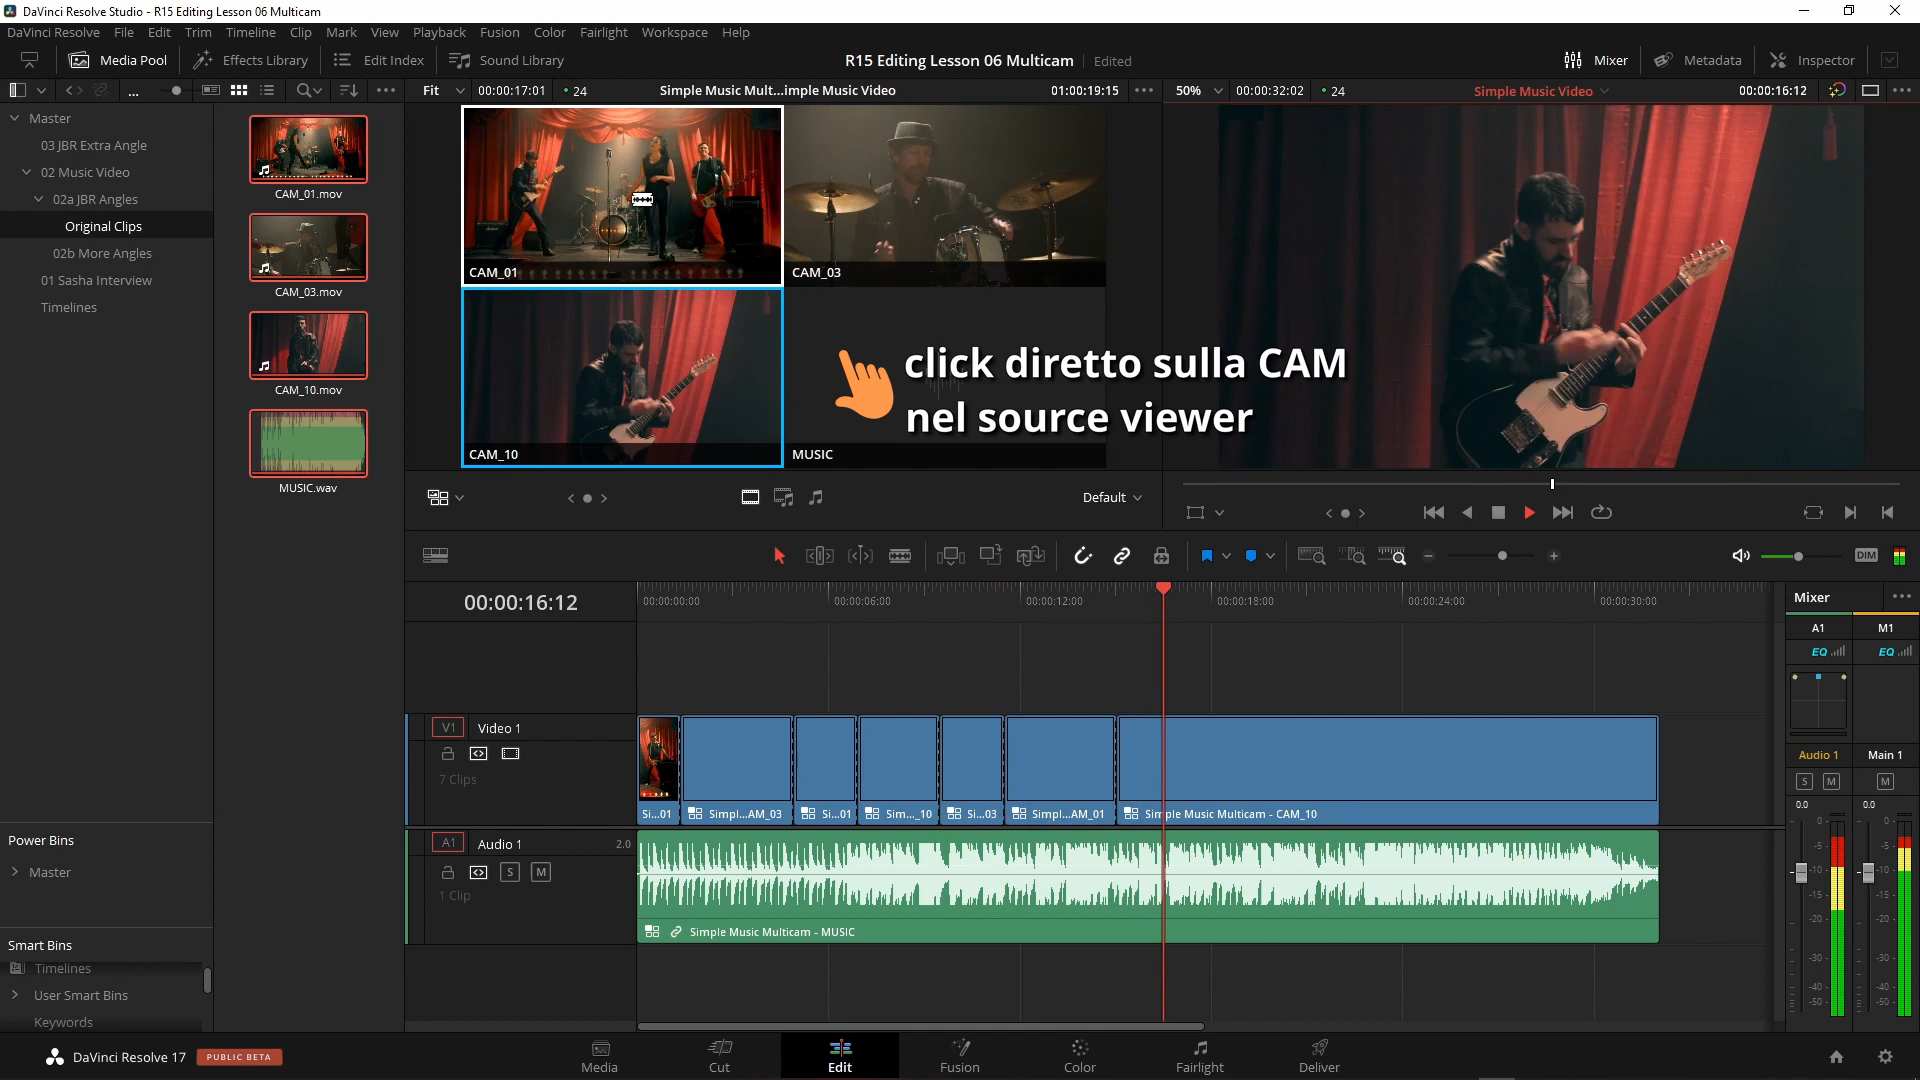 DaVinci Resolve Studio - R15 Editing Lesson 06 Multicam
DaVinci Resolve File Edit Trim Timeline Clip Mark View Playback Fusion Color Fairlight Workspace Help
Media Pool Effects Library Edit Index Sound Library R15 Editing Lesson 06 Multicam Edited Mixer Metadata Inspector
... Fit 00:00:17:01 24 Simple Music Mult...imple Music Video 01:00:19:15 50% 00:00:32:02 24 Simple Music Video 00:00:16:12
Master
03 JBR Extra Angle
02 Music Video
02a JBR Angles
Original Clips
02b More Angles
01 Sasha Interview
Timelines
CAM_01.mov
CAM_03.mov
CAM_10.mov
MUSIC.wav
CAM_01
CAM_03
CAM_10
MUSIC
click diretto sulla CAM
nel source viewer
Default
DIM
00:00:16:12
00:00:00:00 00:00:06:00 00:00:12:00 00:00:18:00 00:00:24:00 00:00:30:00
V1 Video 1
7 Clips
Si...01 Simpl...AM_03 Si...01 Sim..._10 Si...03 Simpl...AM_01 Simple Music Multicam - CAM_10
A1 Audio 1 2.0
S M
1 Clip
Simple Music Multicam - MUSIC
Power Bins
Master
Smart Bins
Timelines
User Smart Bins
Keywords
Mixer
A1 M1
EQ EQ
Audio 1 Main 1
S M M
0.0 0.0
0 0
-5 -5
-10 -10
-15 -15
-20 -20
-30 -30
-40 -40
-50 -50
DaVinci Resolve 17 PUBLIC BETA
Media Cut Edit Fusion Color Fairlight Deliver